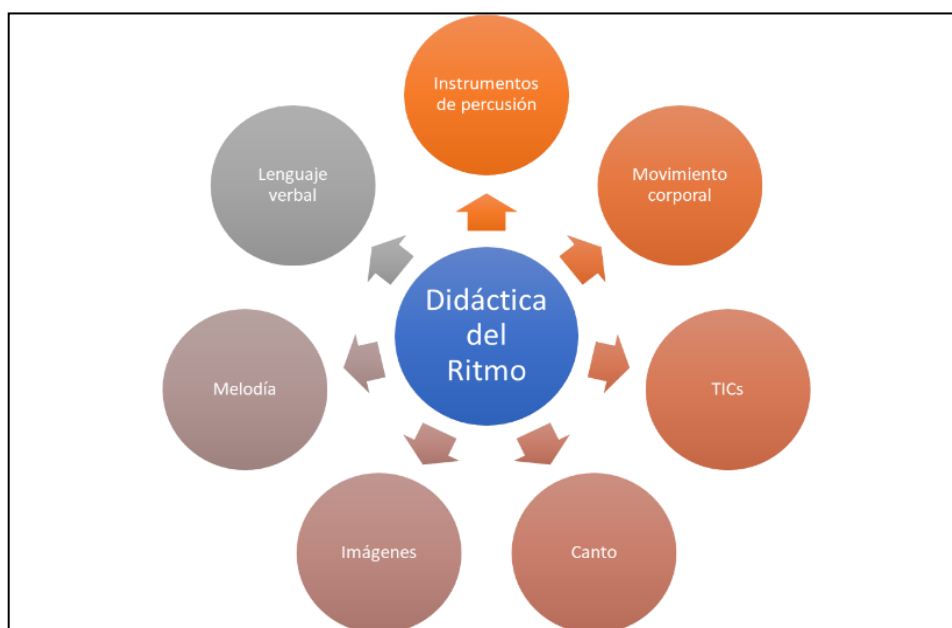 Instrumentos
de percusión
Movimiento
corporal
TICs
Canto
Imágenes
Melodía
Lenguaje
verbal
Didáctica
del
Ritmo